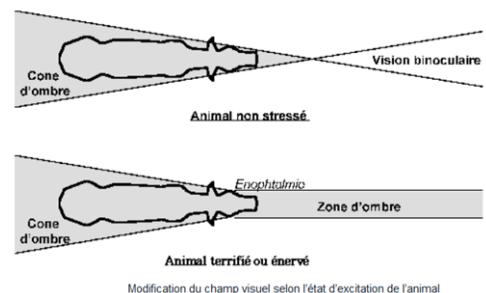 Cone
d'ombre
Vision binoculaire
Animal non stressé
Enophtalmie
Cone
d'ombre
Zone d'ombre
Animal terrifié ou énervé
Modification du champ visuel selon l'état d'excitation de l'animal